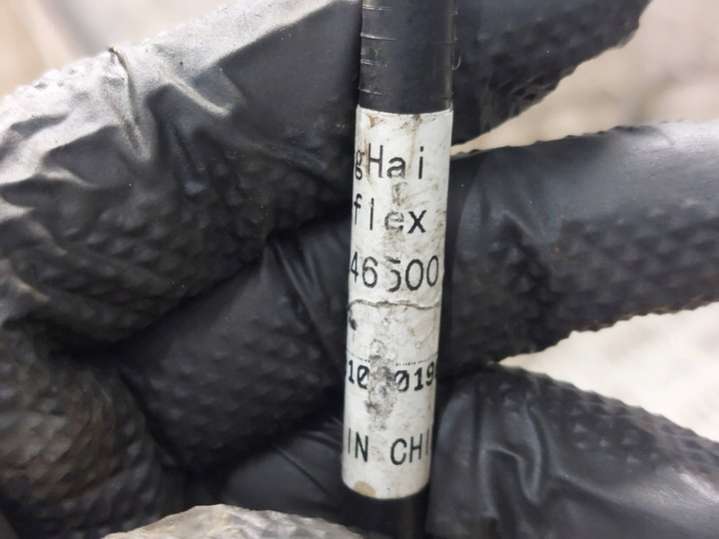 gHai
flex
46500
IN CHI